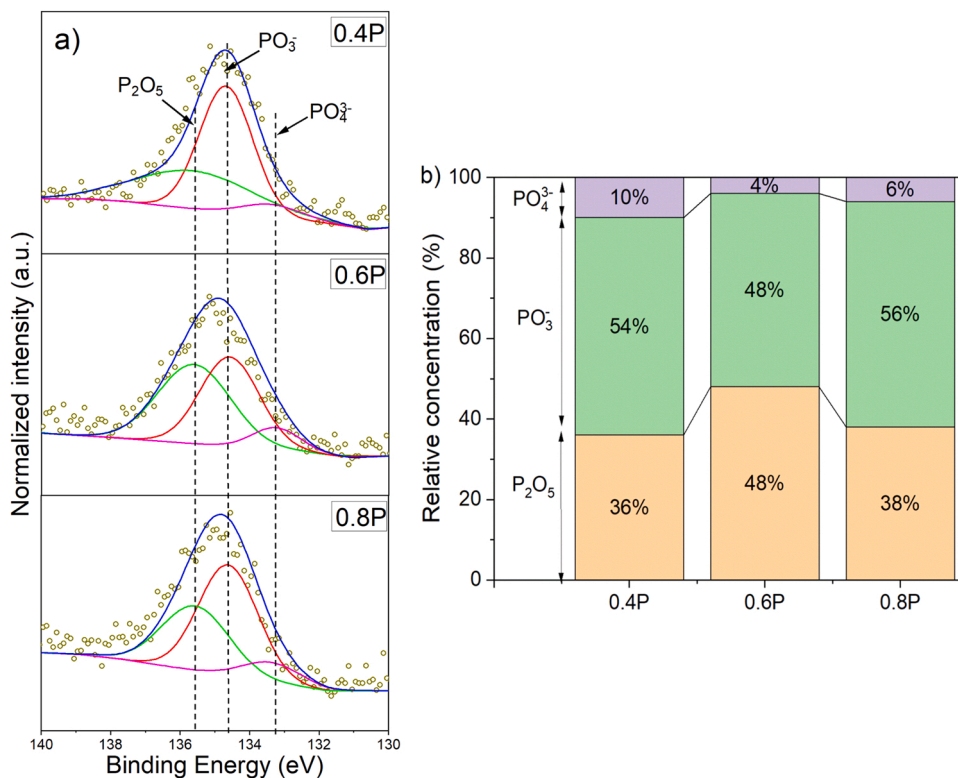 a)
0.4P
PO₃⁻
P₂O₅
PO₄³⁻
0.6P
0.8P
Normalized intensity (a.u.)
140 138 136 134 132 130
Binding Energy (eV)
b)
100
80
60
40
20
0
Relative concentration (%)
PO₄³⁻
PO₃⁻
P₂O₅
10% 4% 6%
54% 48% 56%
36% 48% 38%
0.4P 0.6P 0.8P